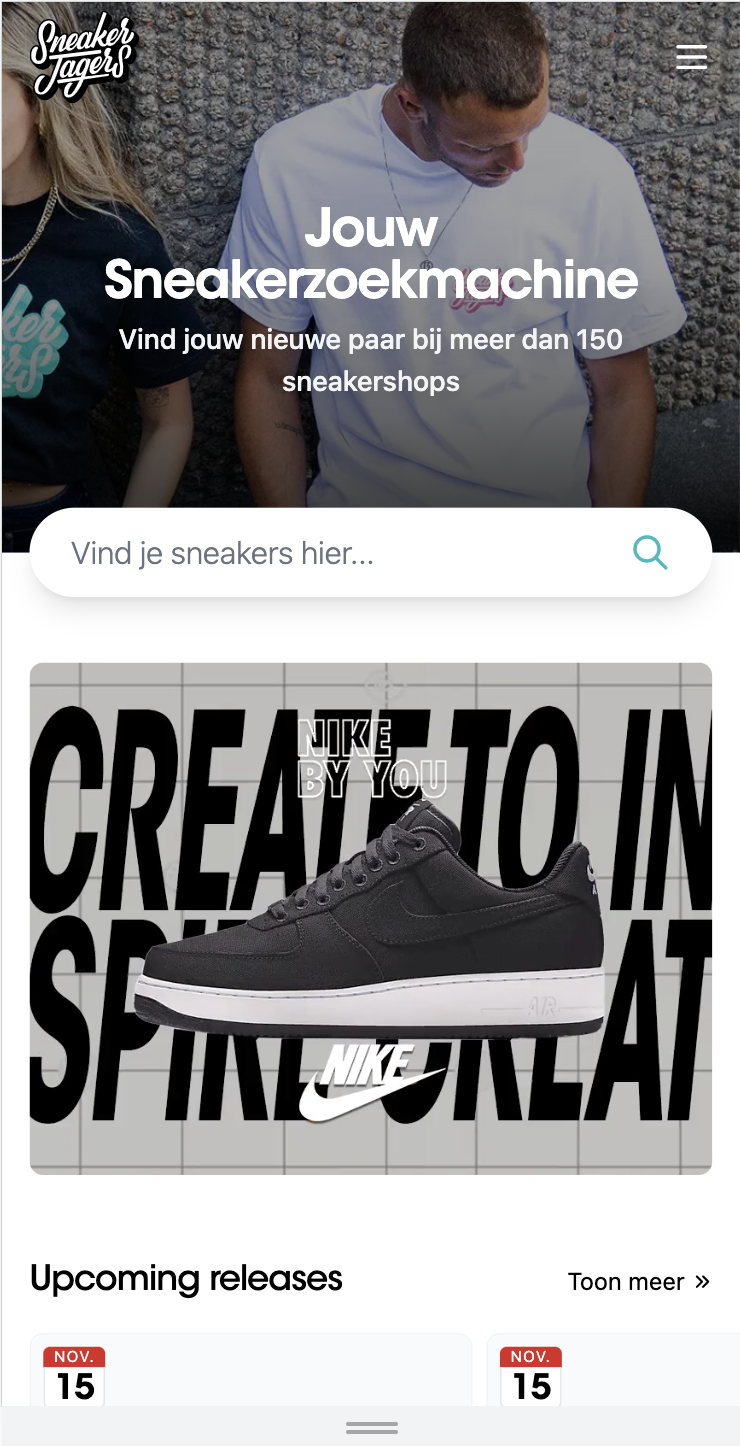 Sneaker
Jagers
Jouw
Sneakerzoekmachine
Vind jouw nieuwe paar bij meer dan 150
sneakershops
Vind je sneakers hier...
CREATE TO IN
NIKE
BY YOU
SPIRE CREAT
AIR
NIKE
Upcoming releases
Toon meer »
NOV.
15
NOV.
15